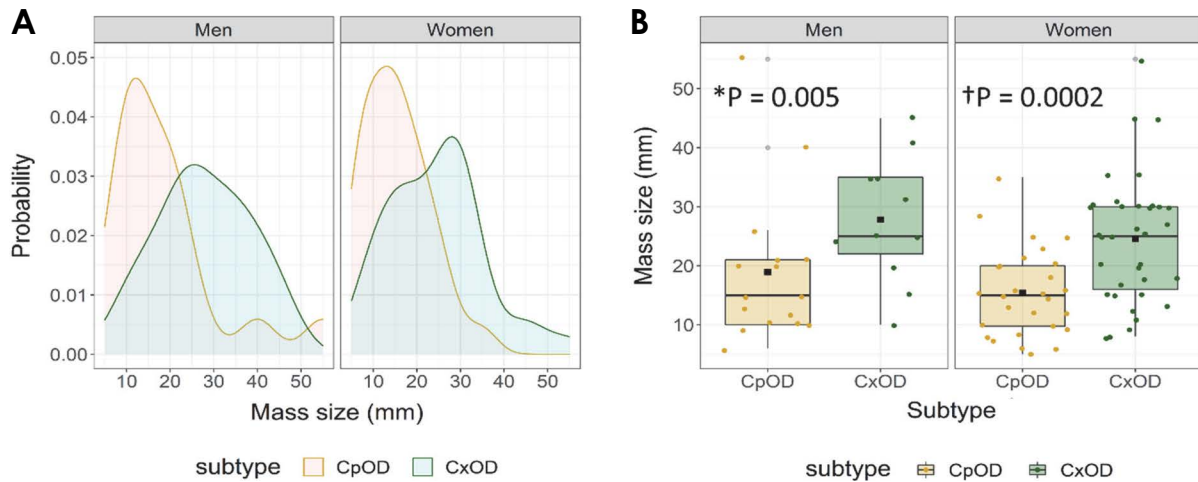 A
Men
Women
0.05
0.04
0.03
0.02
0.01
0.00
Probability
10 20 30 40 50
10 20 30 40 50
Mass size (mm)
subtype CpOD CxOD
B
Men
Women
*P = 0.005
†P = 0.0002
50
40
30
20
10
Mass size (mm)
CpOD CxOD
CpOD CxOD
Subtype
subtype CpOD CxOD